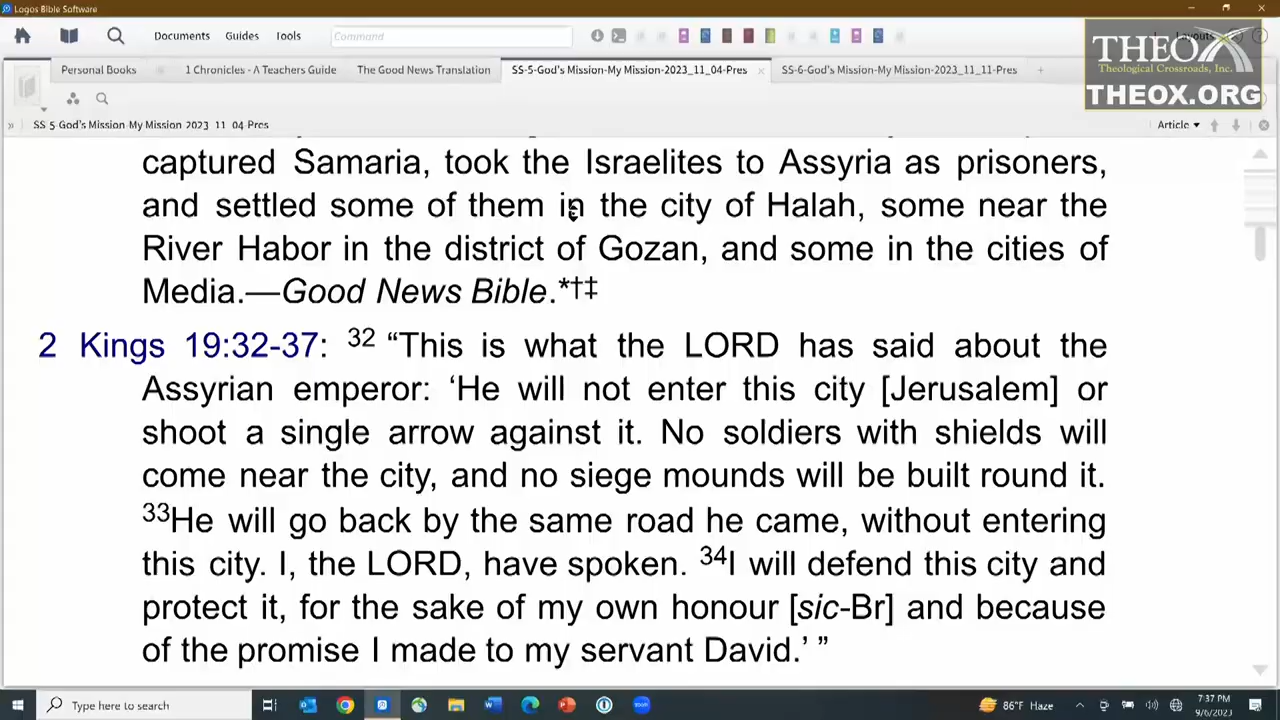 Logos Bible Software
Documents Guides Tools Command Layouts
THEOX
Theological Crossroads, Inc.
THEOX.ORG
Personal Books 1 Chronicles - A Teachers Guide The Good News SS-5-God's Mission-My Mission-2023_11_04-Pres SS-6-God's Mission-My Mission-2023_11_11-Pres
SS-5-God's Mission-My Mission-2023_11_04-Pres Article
captured Samaria, took the Israelites to Assyria as prisoners,
and settled some of them in the city of Halah, some near the
River Habor in the district of Gozan, and some in the cities of
Media.—Good News Bible.*†‡
2 Kings 19:32-37: 32 “This is what the LORD has said about the
Assyrian emperor: ‘He will not enter this city [Jerusalem] or
shoot a single arrow against it. No soldiers with shields will
come near the city, and no siege mounds will be built round it.
33He will go back by the same road he came, without entering
this city. I, the LORD, have spoken. 34I will defend this city and
protect it, for the sake of my own honour [sic-Br] and because
of the promise I made to my servant David.’ ”
Type here to search 86°F Haze 7:37 PM
9/6/2023